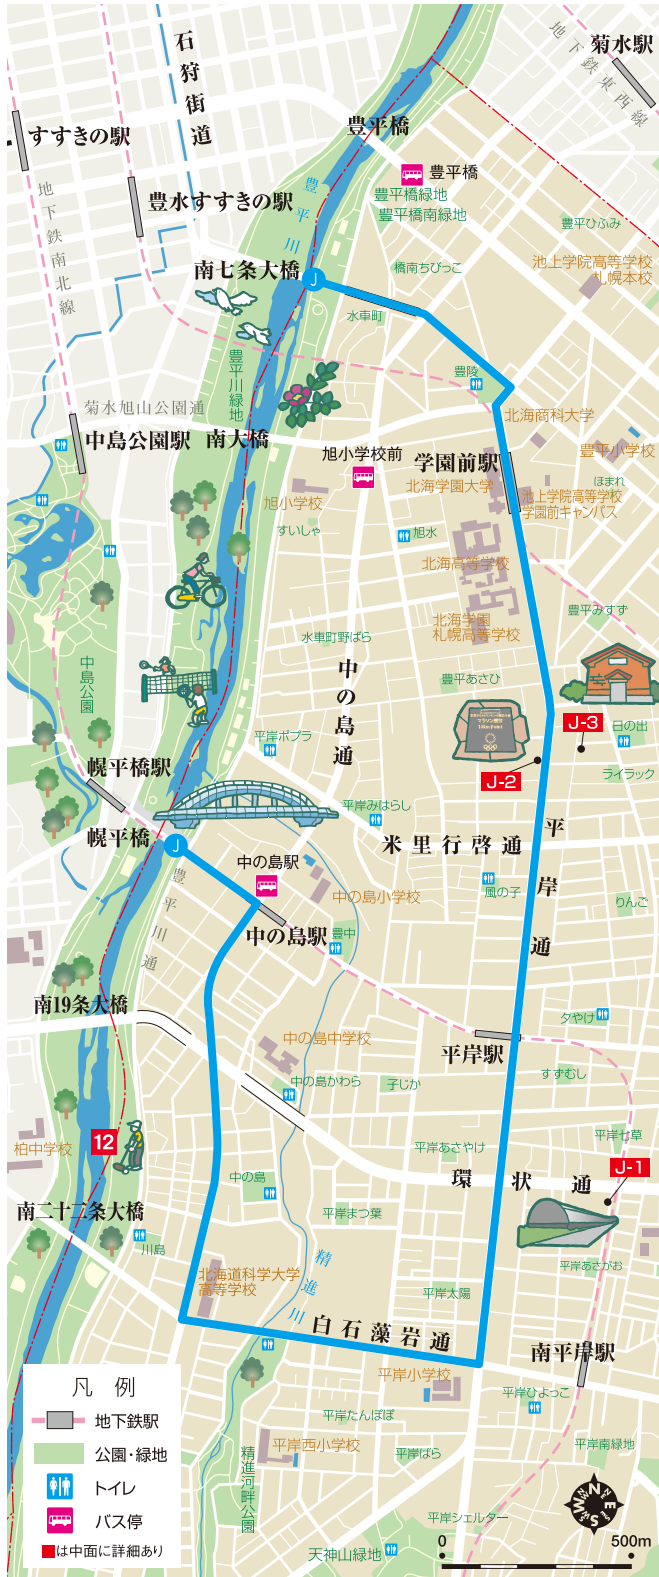 石狩街道
菊水駅
地下鉄東西線
豊平橋
すすきの駅
豊平橋
豊平橋緑地
豊平橋南緑地
地下鉄南北線
豊水すすきの駅
豊平川
豊平ひふみ
南七条大橋
J
橋南ちびっこ
池上学院高等学校
札幌本校
水車町
豊平川緑地
豊陵
菊水旭山公園通
北海商科大学
中島公園駅
南大橋
旭小学校前
学園前駅
豊平小学校
北海学園大学
ほまれ
旭小学校
池上学院高等学校
学園前キャンパス
すいしゃ
旭水
北海高等学校
豊平みすず
北海学園
札幌高等学校
水車町野ばら
中の島通
中島公園
豊平あさひ
J-3
日の出
平岸ポプラ
J-2
ライラック
幌平橋駅
平岸みはらし
幌平橋
J
米里行啓通
平岸通
中の島駅
豊平川通
中の島小学校
風の子
りんご
中の島駅
豊中
南19条大橋
夕やけ
中の島中学校
平岸駅
中の島かわら
子じか
すずむし
12
柏中学校
平岸あさやけ
平岸七草
J-1
中の島
環状通
南二十二条大橋
平岸まつ葉
川島
精進川
平岸あさがお
北海道科学大学
高等学校
平岸太陽
白石藻岩通
南平岸駅
平岸小学校
平岸ひよっこ
凡例
地下鉄駅
公園・緑地
トイレ
バス停
は中面に詳細あり
平岸たんぽぽ
平岸西小学校
平岸ばら
平岸南緑地
精進河畔公園
平岸シェルター
天神山緑地
N
E
S
W
0
500m